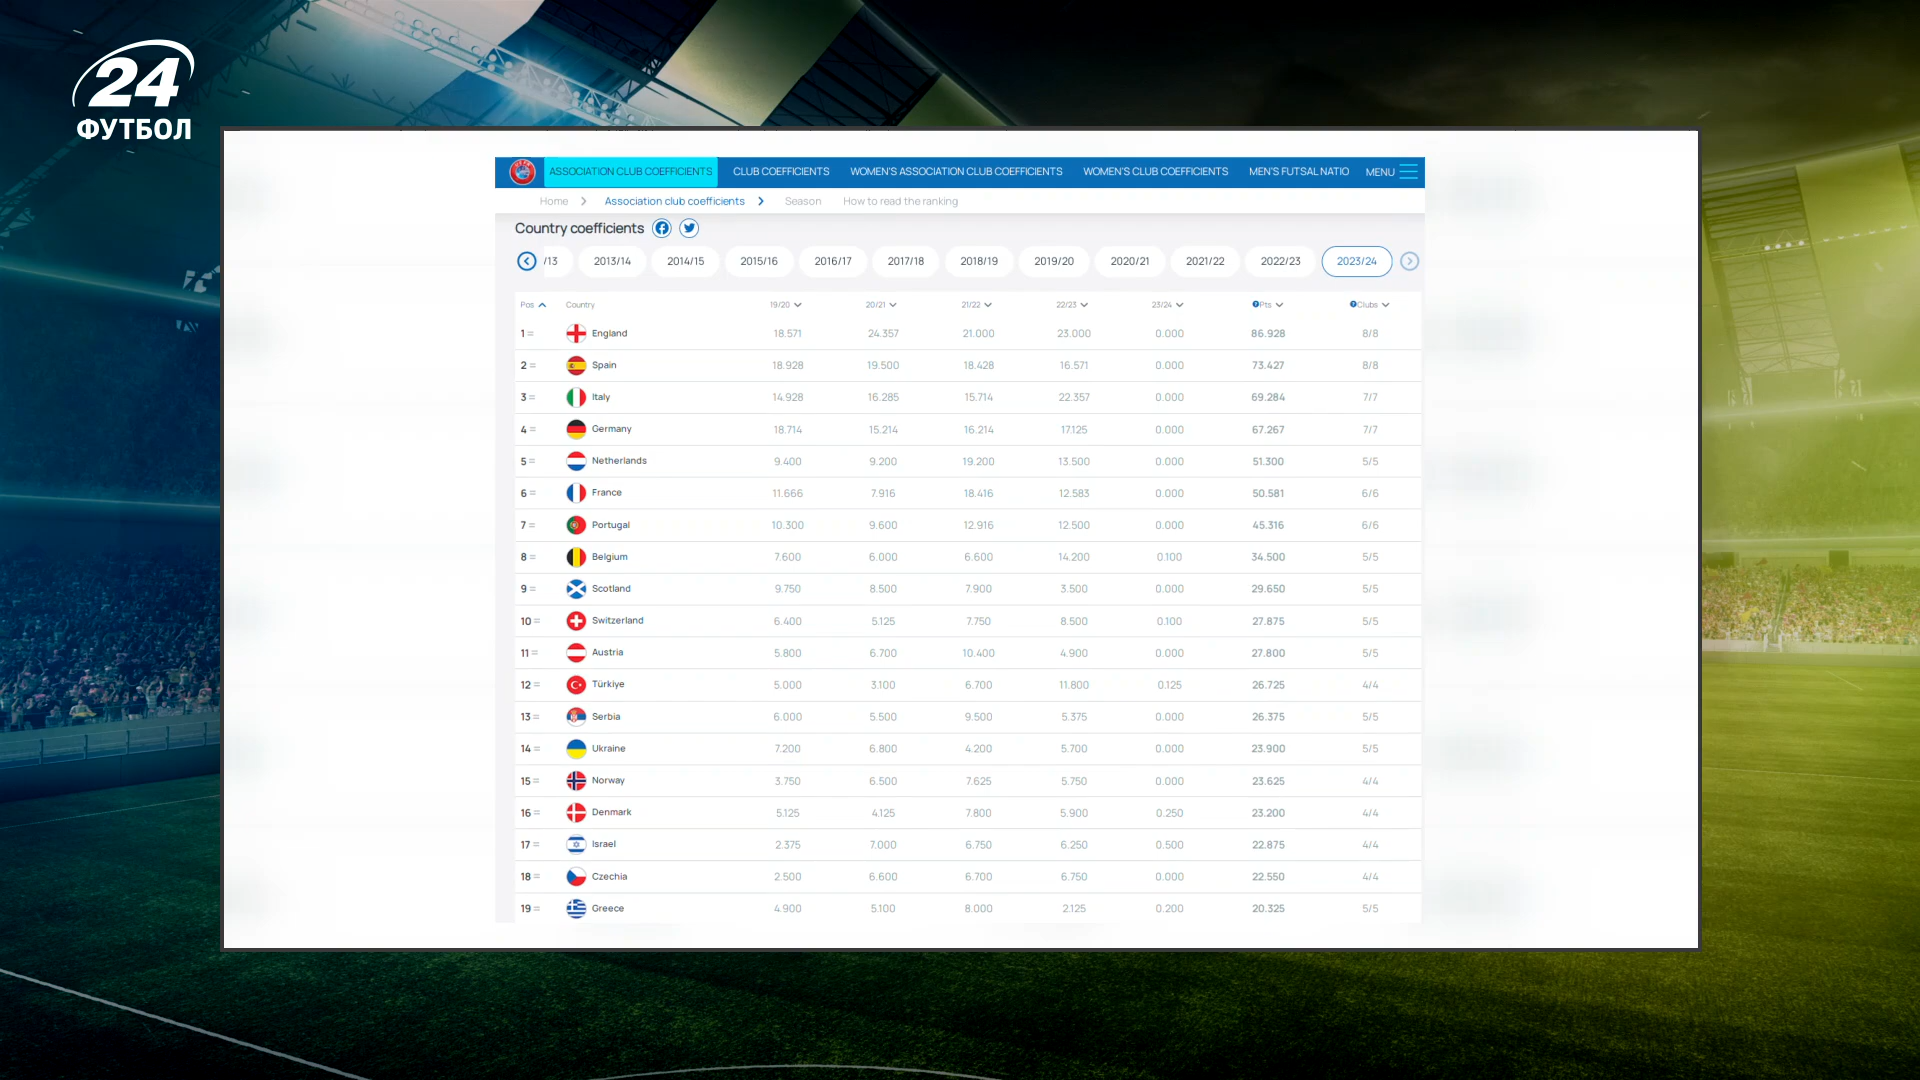 24
ФУТБОЛ
ASSOCIATION CLUB COEFFICIENTS CLUB COEFFICIENTS WOMEN'S ASSOCIATION CLUB COEFFICIENTS WOMEN'S CLUB COEFFICIENTS MEN'S FUTSAL NATIO MENU
Home Association club coefficients Season How to read the ranking
Country coefficients
/13 2013/14 2014/15 2015/16 2016/17 2017/18 2018/19 2019/20 2020/21 2021/22 2022/23 2023/24
Pos Country 19/20 20/21 21/22 22/23 23/24 Pts Clubs
1 = England 18.571 24.357 21.000 23.000 0.000 86.928 8/8
2 = Spain 18.928 19.500 18.428 16.571 0.000 73.427 8/8
3 = Italy 14.928 16.285 15.714 22.357 0.000 69.284 7/7
4 = Germany 18.714 15.214 16.214 17.125 0.000 67.267 7/7
5 = Netherlands 9.400 9.200 19.200 13.500 0.000 51.300 5/5
6 = France 11.666 7.916 18.416 12.583 0.000 50.581 6/6
7 = Portugal 10.300 9.600 12.916 12.500 0.000 45.316 6/6
8 = Belgium 7.600 6.000 6.600 14.200 0.100 34.500 5/5
9 = Scotland 9.750 8.500 7.900 3.500 0.000 29.650 5/5
10 = Switzerland 6.400 5.125 7.750 8.500 0.100 27.875 5/5
11 = Austria 5.800 6.700 10.400 4.900 0.000 27.800 5/5
12 = Türkiye 5.000 3.100 6.700 11.800 0.125 26.725 4/4
13 = Serbia 6.000 5.500 9.500 5.375 0.000 26.375 5/5
14 = Ukraine 7.200 6.800 4.200 5.700 0.000 23.900 5/5
15 = Norway 3.750 6.500 7.625 5.750 0.000 23.625 4/4
16 = Denmark 5.125 4.125 7.800 5.900 0.250 23.200 4/4
17 = Israel 2.375 7.000 6.750 6.250 0.500 22.875 4/4
18 = Czechia 2.500 6.600 6.700 6.750 0.000 22.550 4/4
19 = Greece 4.900 5.100 8.000 2.125 0.200 20.325 5/5